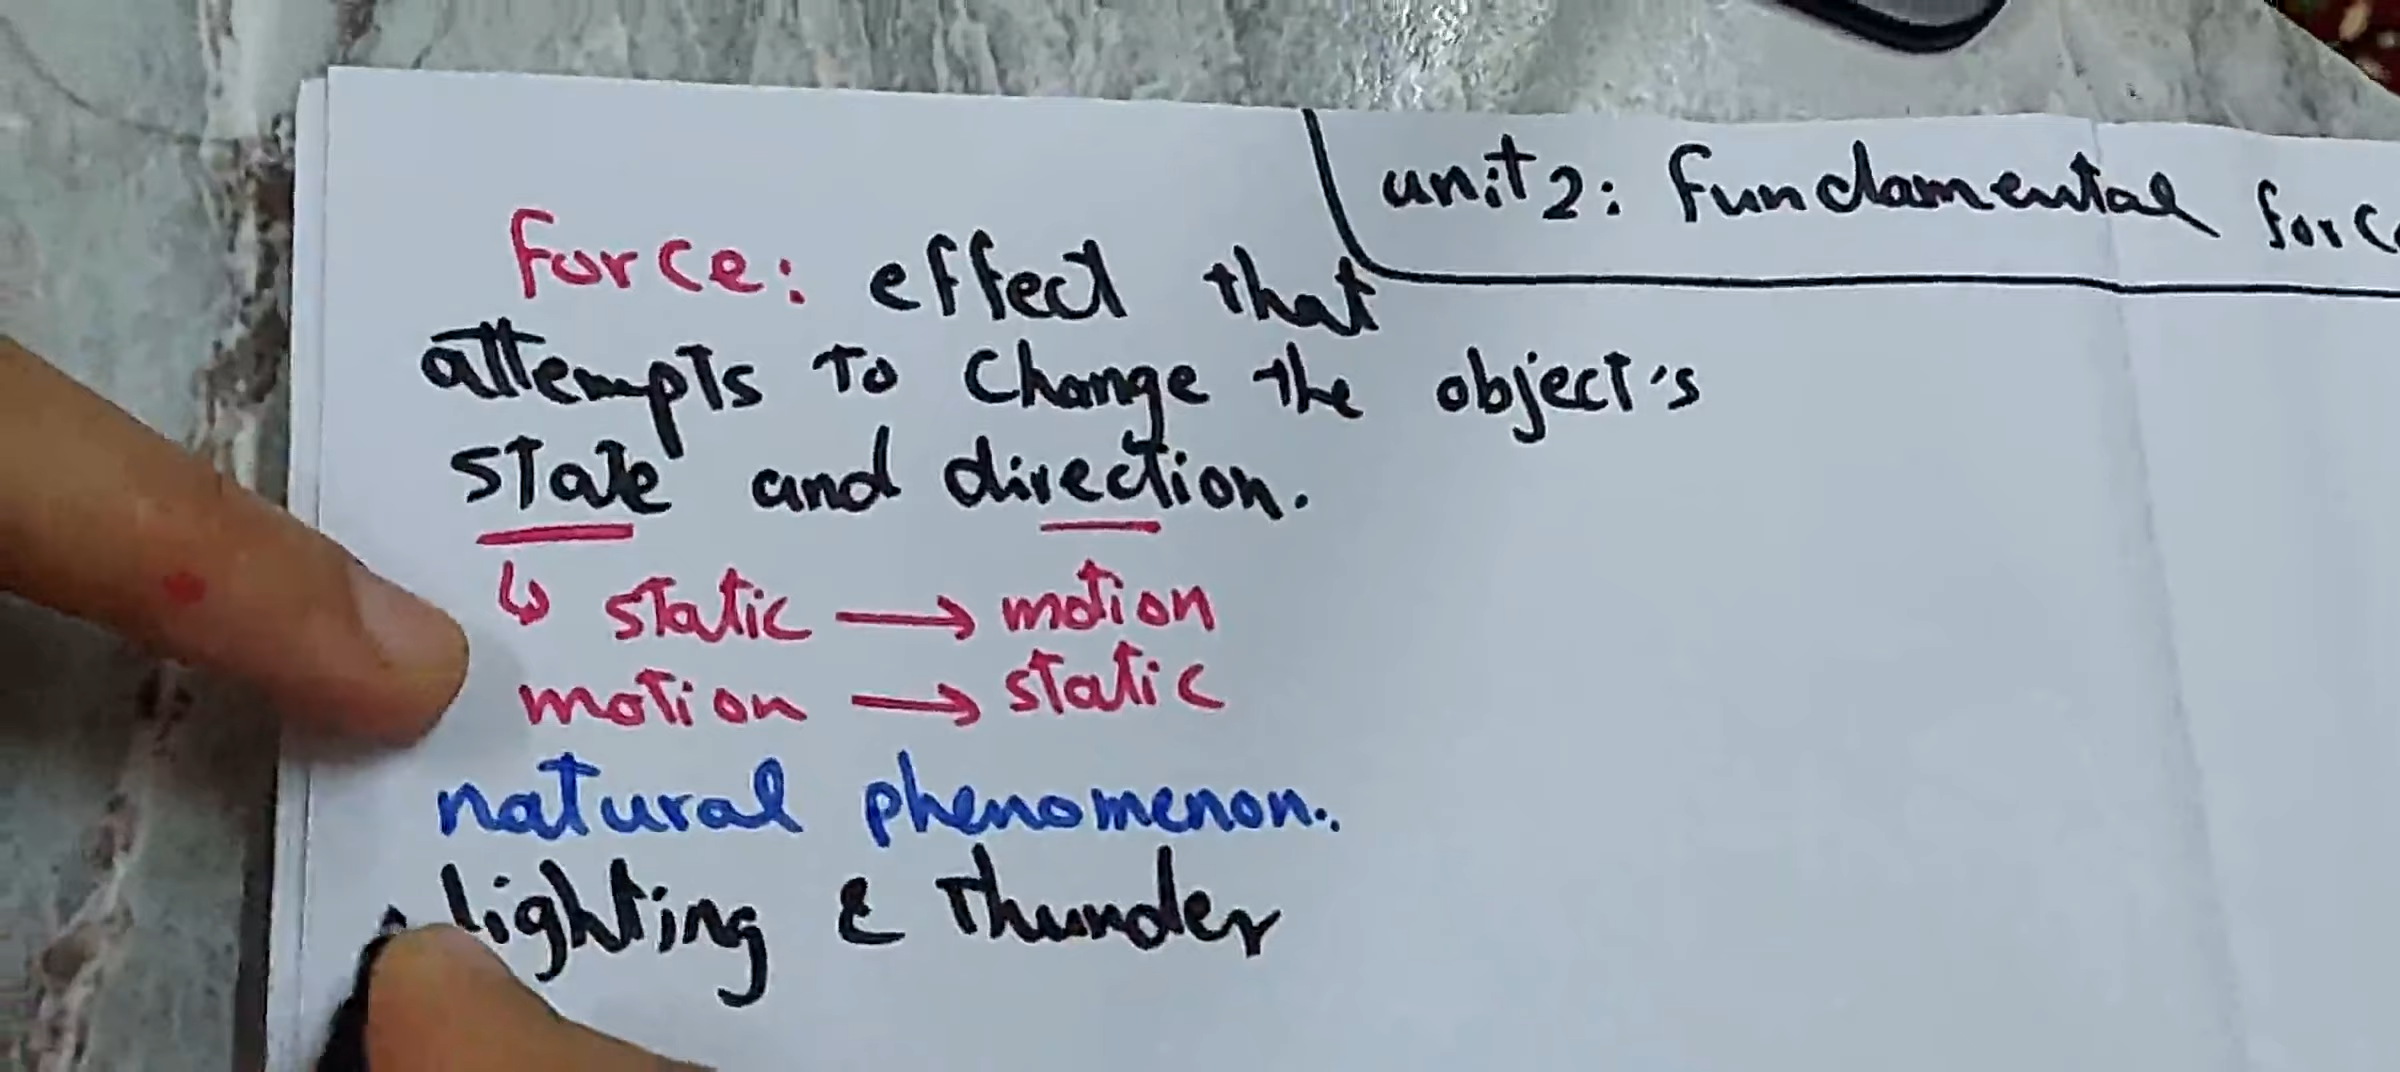 unit 2: Fundamental
Force: effect that
attempts to change the object's
state and direction.
↳ static → motion
motion → static
natural phenomenon:
lighting & Thunder